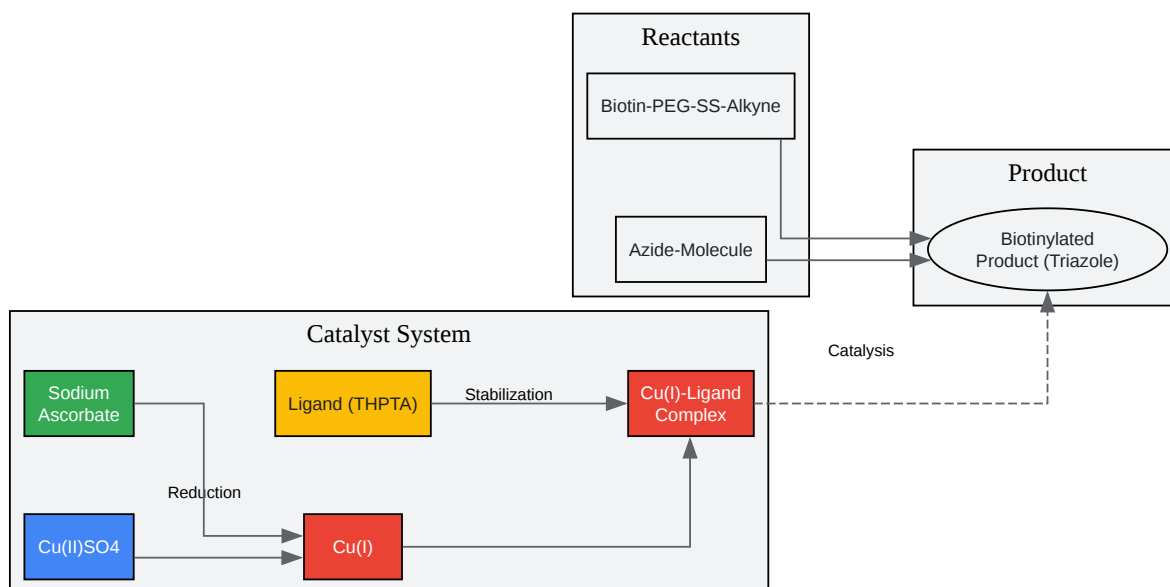 Reactants
Biotin-PEG-SS-Alkyne
Azide-Molecule
Product
Biotinylated
Product (Triazole)
Catalyst System
Catalysis
Sodium
Ascorbate
Ligand (THPTA)
Stabilization
Cu(I)-Ligand
Complex
Reduction
Cu(II)SO4
Cu(I)